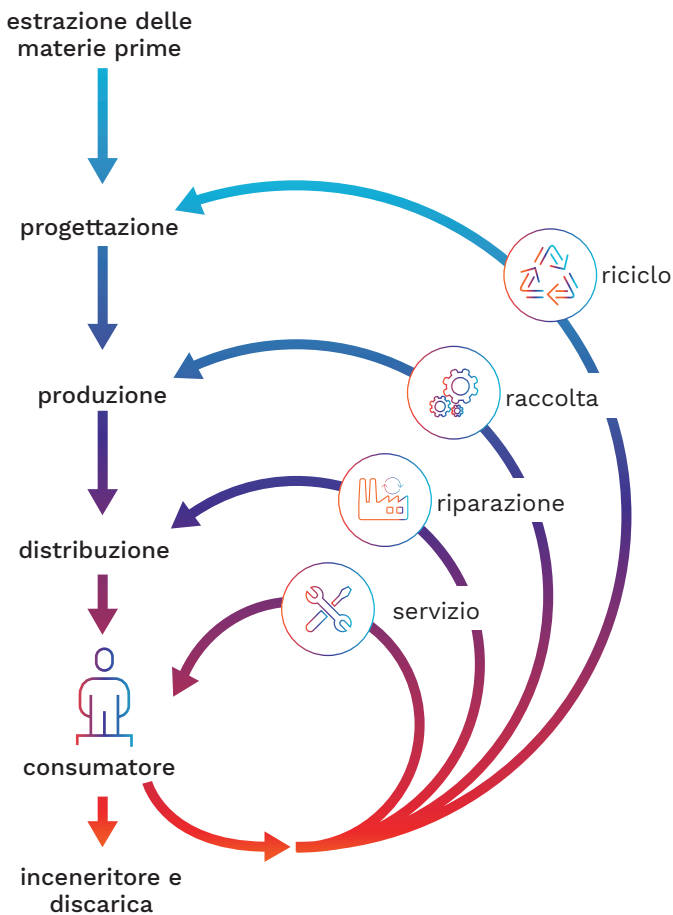 estrazione delle
materie prime
progettazione
riciclo
produzione
raccolta
riparazione
distribuzione
servizio
consumatore
inceneritore e
discarica